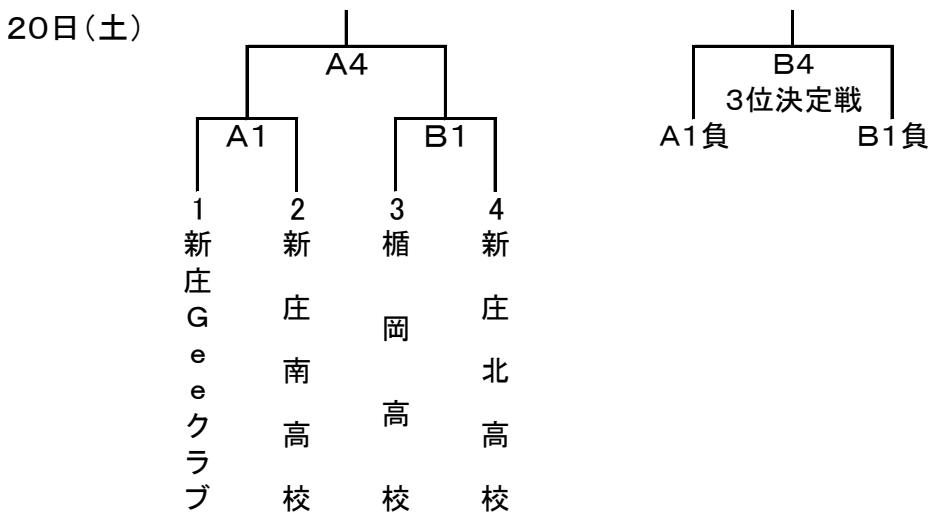 20日(土)
A4
B4
3位決定戦
A1
B1
A1負
B1負
1
2
3
4
新庄Geeクラブ
新庄南高校
楯岡高校
新庄北高校